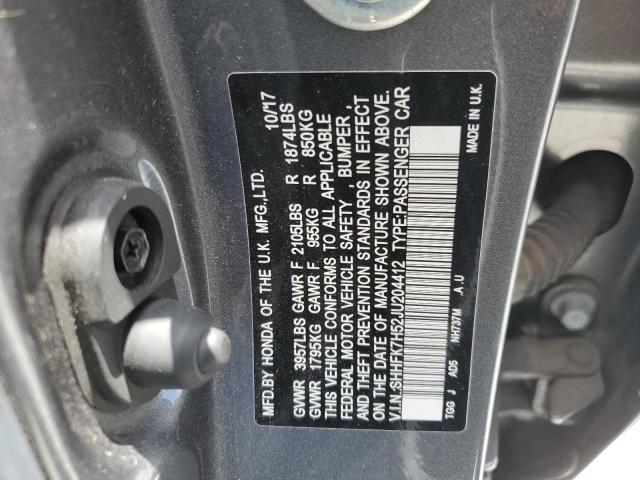 MFD.BY HONDA OF THE U.K. MFG.,LTD. 10/17
GVWR 3957LBS GAWR F 2105LBS R 1874LBS
GVWR 1795KG GAWR F 955KG R 850KG
THIS VEHICLE CONFORMS TO ALL APPLICABLE
FEDERAL MOTOR VEHICLE SAFETY , BUMPER ,
AND THEFT PREVENTION STANDARDS IN EFFECT
ON THE DATE OF MANUFACTURE SHOWN ABOVE.
V.I.N.:SHHFK7H52JU204412 TYPE:PASSENGER CAR
TGG J A05 NH737M .A.U MADE IN U.K.